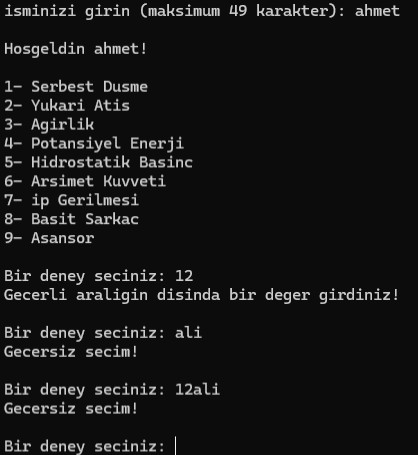 isminizi girin (maksimum 49 karakter): ahmet
Hosgeldin ahmet!
1- Serbest Dusme
2- Yukari Atis
3- Agirlik
4- Potansiyel Enerji
5- Hidrostatik Basinc
6- Arsimet Kuvveti
7- ip Gerilmesi
8- Basit Sarkac
9- Asansor
Bir deney seciniz: 12
Gecerli araligin disinda bir deger girdiniz!
Bir deney seciniz: ali
Gecersiz secim!
Bir deney seciniz: 12ali
Gecersiz secim!
Bir deney seciniz: